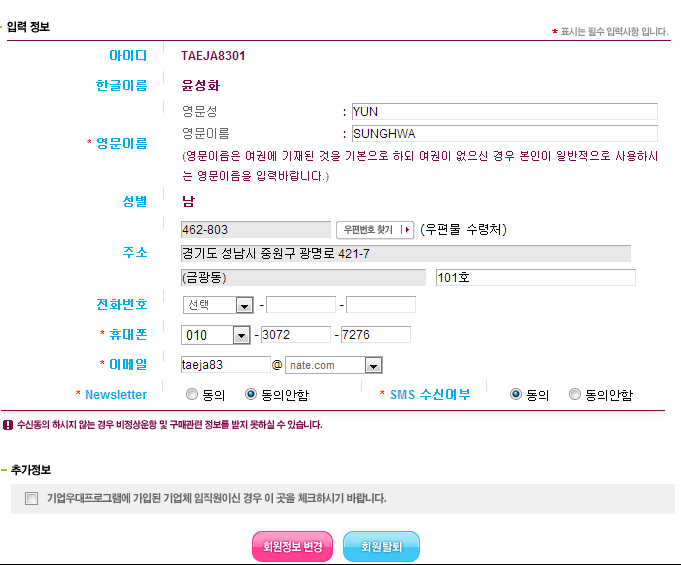 입력 정보
* 표시는 필수 입력사항 입니다.
아이디 TAEJA8301
한글이름 윤성화
영문성 : YUN
* 영문이름 영문이름 : SUNGHWA
(영문이름은 여권에 기재된 것을 기본으로 하되 여권이 없으신 경우 본인이 일반적으로 사용하시
는 영문이음을 입력바랍니다.)
성별 남
462-803 우편번호 찾기 (우편물 수령처)
주소 경기도 성남시 중원구 광명로 421-7
(금광동) 101호
전화번호 선택 - -
* 휴대폰 010 - 3072 - 7276
* 이메일 taeja83 @ nate.com
* Newsletter 동의 동의안함 * SMS 수신여부 동의 동의안함
수신동의 하시지 않는 경우 비정상운항 및 구매관련 정보를 받지 못하실 수 있습니다.
추가정보
기업우대프로그램에 가입된 기업체 임직원이신 경우 이 곳을 체크하시기 바랍니다.
회원정보 변경 회원탈퇴